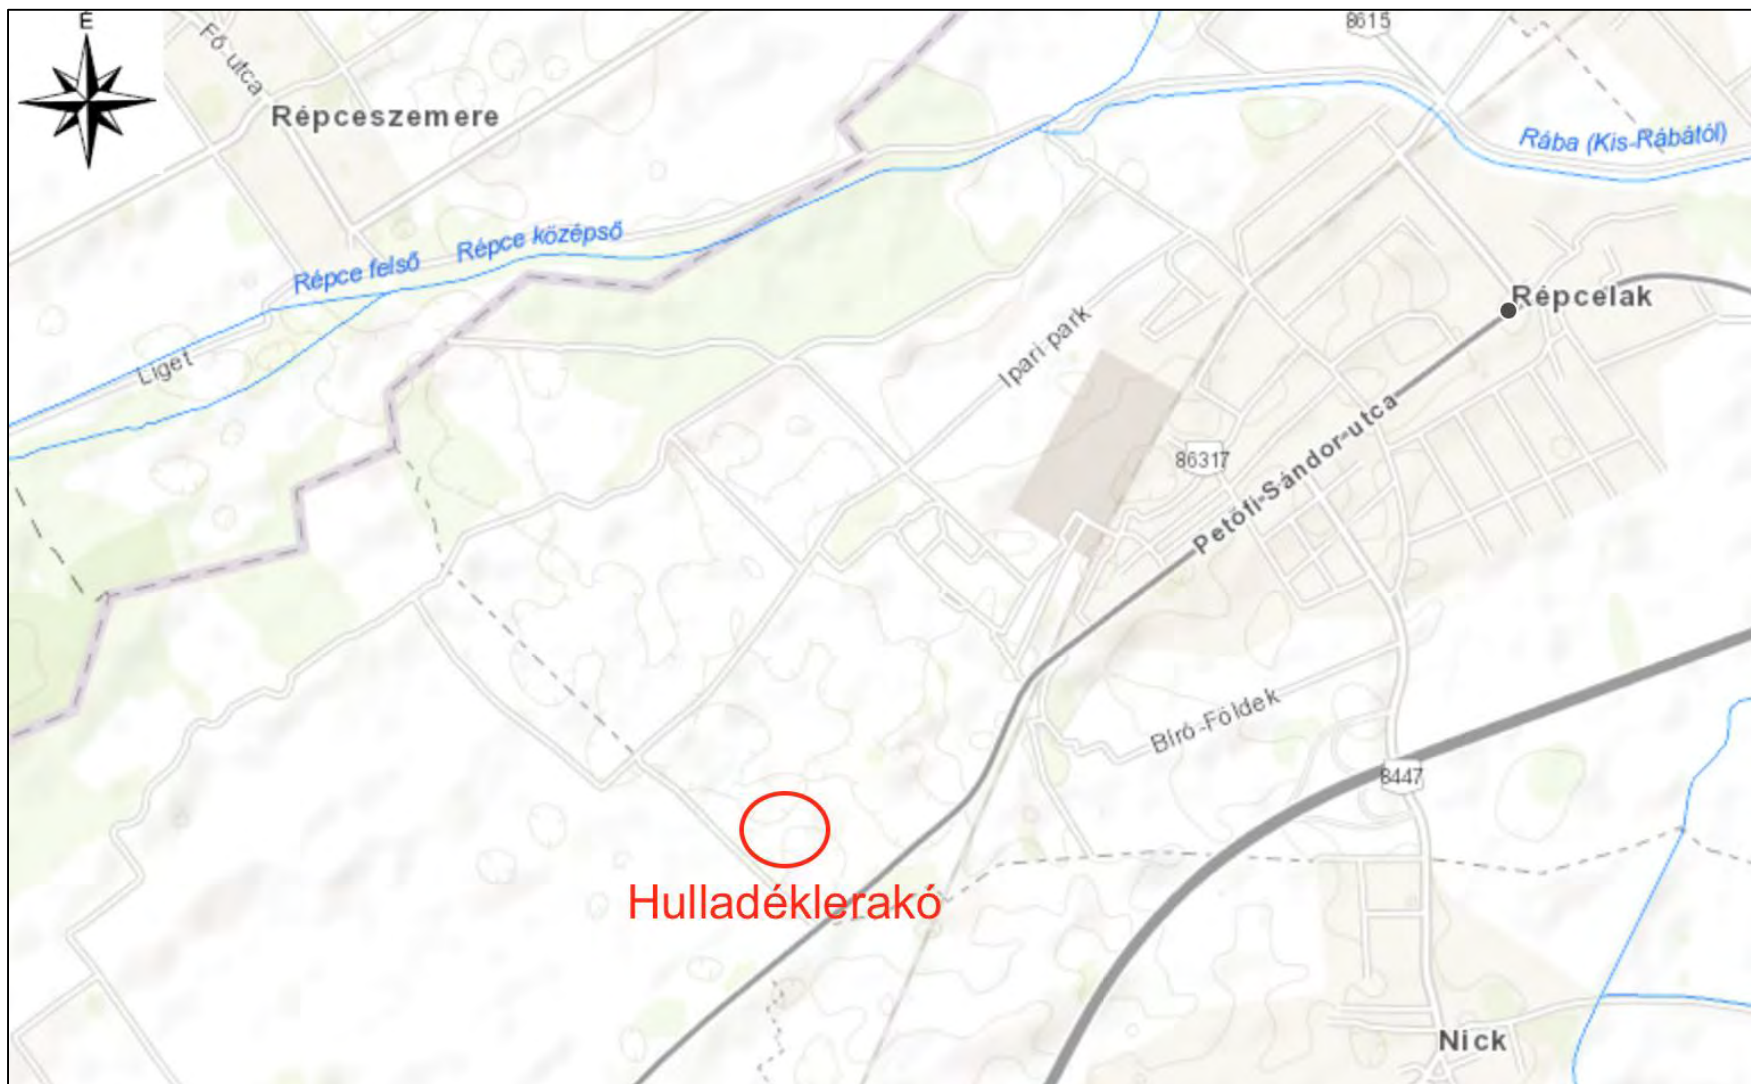 É
8615
Fő utca
Répceszemere
Rába (Kis-Rábától)
Répce felső
Répce középső
Répcelak
Liget
Ipari park
86317
Petőfi-Sándor-utca
Bíró-Földek
8447
Hulladéklerakó
Nick